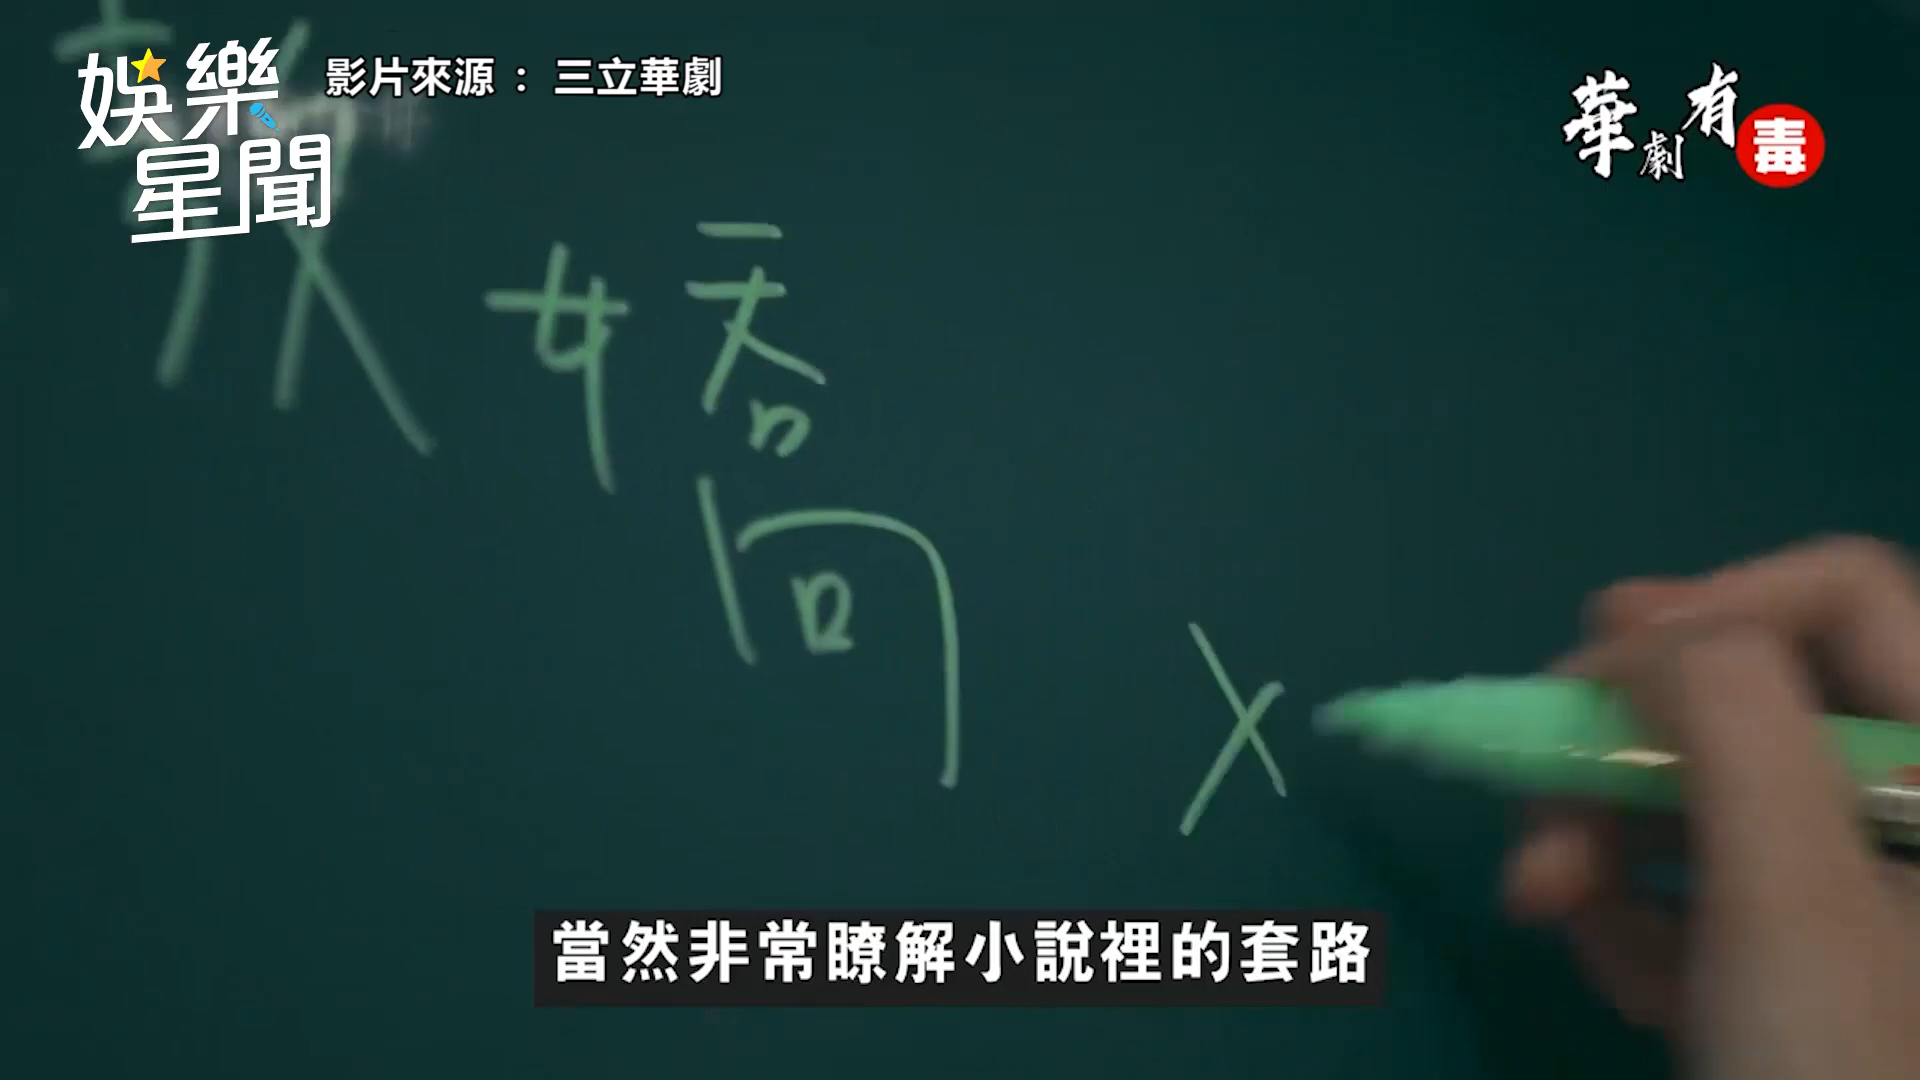 娛樂
星聞
影片來源 : 三立華劇
華劇有毒
嬌 x
當然非常瞭解小說裡的套路